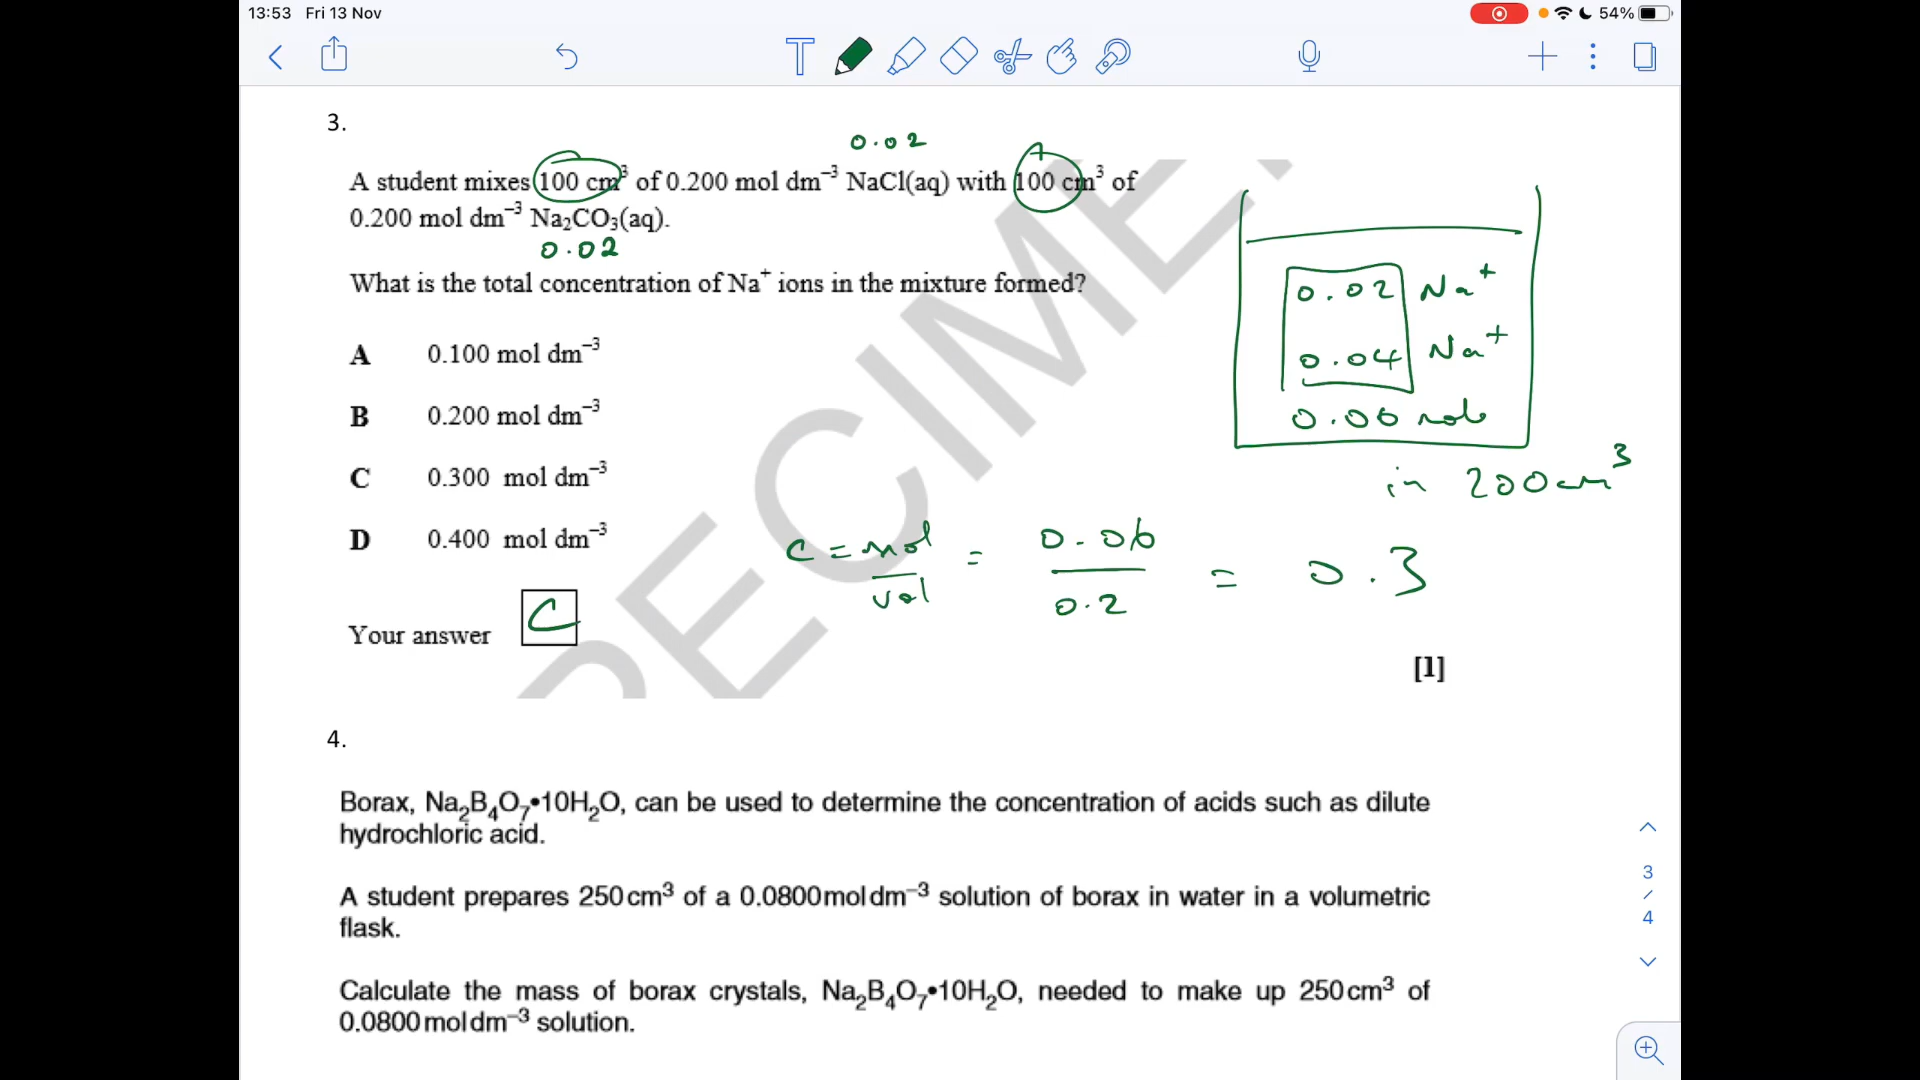 13:53 Fri 13 Nov
54%
3.
0.02
A student mixes 100 cm³ of 0.200 mol dm⁻³ NaCl(aq) with 100 cm³ of
0.200 mol dm⁻³ Na₂CO₃(aq).
0.02
What is the total concentration of Na⁺ ions in the mixture formed?
A 0.100 mol dm⁻³
B 0.200 mol dm⁻³
C 0.300 mol dm⁻³
D 0.400 mol dm⁻³
Your answer C
0.02 Na⁺
0.04 Na⁺
0.06 mol
in 200cm³
c = mol/vol = 0.06/0.2 = 0.3
[1]
SPECIMEN
4.
Borax, Na₂B₄O₇•10H₂O, can be used to determine the concentration of acids such as dilute
hydrochloric acid.
A student prepares 250 cm³ of a 0.0800 mol dm⁻³ solution of borax in water in a volumetric
flask.
Calculate the mass of borax crystals, Na₂B₄O₇•10H₂O, needed to make up 250 cm³ of
0.0800 mol dm⁻³ solution.
3
/
4